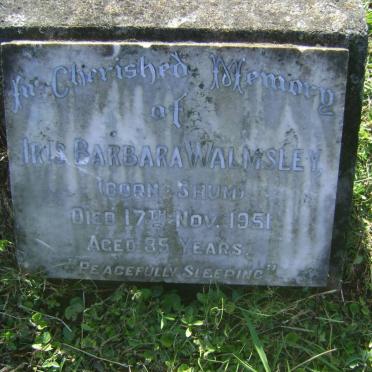 In Cherished Memory
of
Iris Barbara Walmsley
(Born Shum)
Died 17th Nov. 1951
Aged 35 Years.
"Peacefully Sleeping"